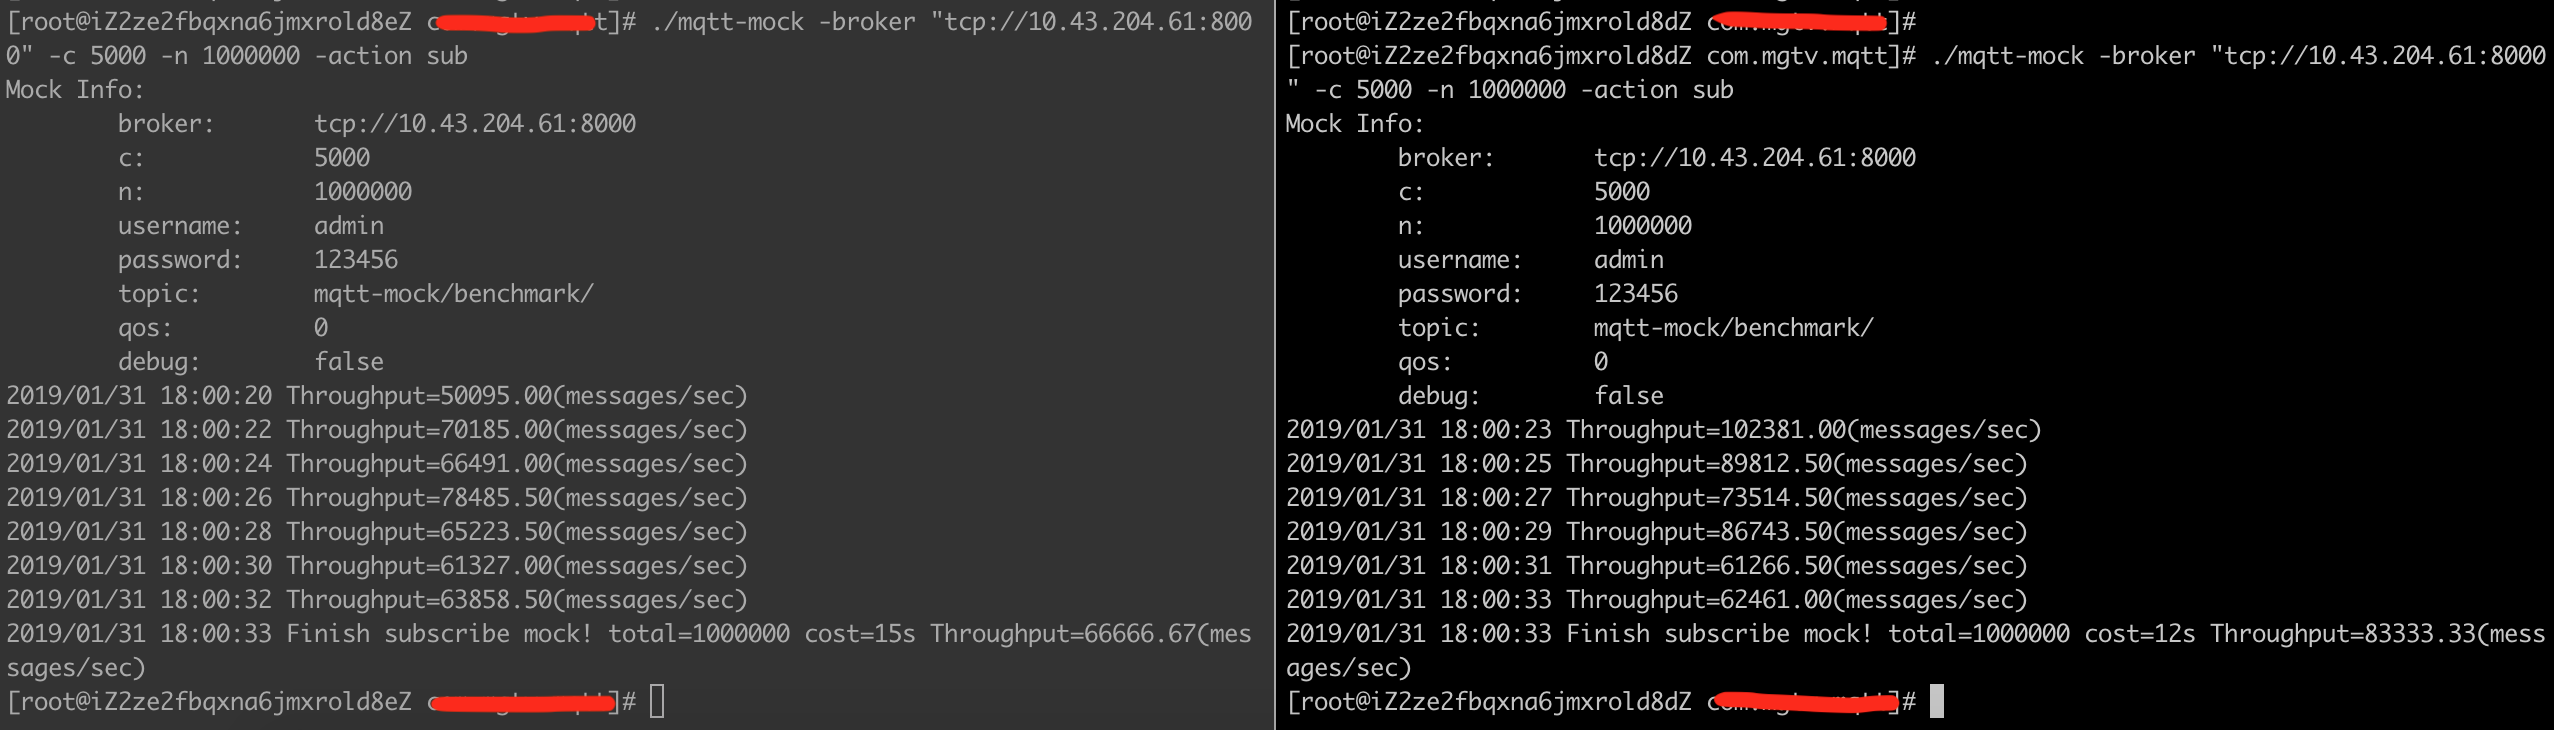 [root@iZ2ze2fbqxna6jmxrold8eZ ]# ./mqtt-mock -broker "tcp://10.43.204.61:800
0" -c 5000 -n 1000000 -action sub
Mock Info:
broker: tcp://10.43.204.61:8000
c: 5000
n: 1000000
username: admin
password: 123456
topic: mqtt-mock/benchmark/
qos: 0
debug: false
2019/01/31 18:00:20 Throughput=50095.00(messages/sec)
2019/01/31 18:00:22 Throughput=70185.00(messages/sec)
2019/01/31 18:00:24 Throughput=66491.00(messages/sec)
2019/01/31 18:00:26 Throughput=78485.50(messages/sec)
2019/01/31 18:00:28 Throughput=65223.50(messages/sec)
2019/01/31 18:00:30 Throughput=61327.00(messages/sec)
2019/01/31 18:00:32 Throughput=63858.50(messages/sec)
2019/01/31 18:00:33 Finish subscribe mock! total=1000000 cost=15s Throughput=66666.67(mes
sages/sec)
[root@iZ2ze2fbqxna6jmxrold8eZ ]#
[root@iZ2ze2fbqxna6jmxrold8dZ ]#
[root@iZ2ze2fbqxna6jmxrold8dZ com.mgtv.mqtt]# ./mqtt-mock -broker "tcp://10.43.204.61:8000
" -c 5000 -n 1000000 -action sub
Mock Info:
broker: tcp://10.43.204.61:8000
c: 5000
n: 1000000
username: admin
password: 123456
topic: mqtt-mock/benchmark/
qos: 0
debug: false
2019/01/31 18:00:23 Throughput=102381.00(messages/sec)
2019/01/31 18:00:25 Throughput=89812.50(messages/sec)
2019/01/31 18:00:27 Throughput=73514.50(messages/sec)
2019/01/31 18:00:29 Throughput=86743.50(messages/sec)
2019/01/31 18:00:31 Throughput=61266.50(messages/sec)
2019/01/31 18:00:33 Throughput=62461.00(messages/sec)
2019/01/31 18:00:33 Finish subscribe mock! total=1000000 cost=12s Throughput=83333.33(mess
ages/sec)
[root@iZ2ze2fbqxna6jmxrold8dZ ]#